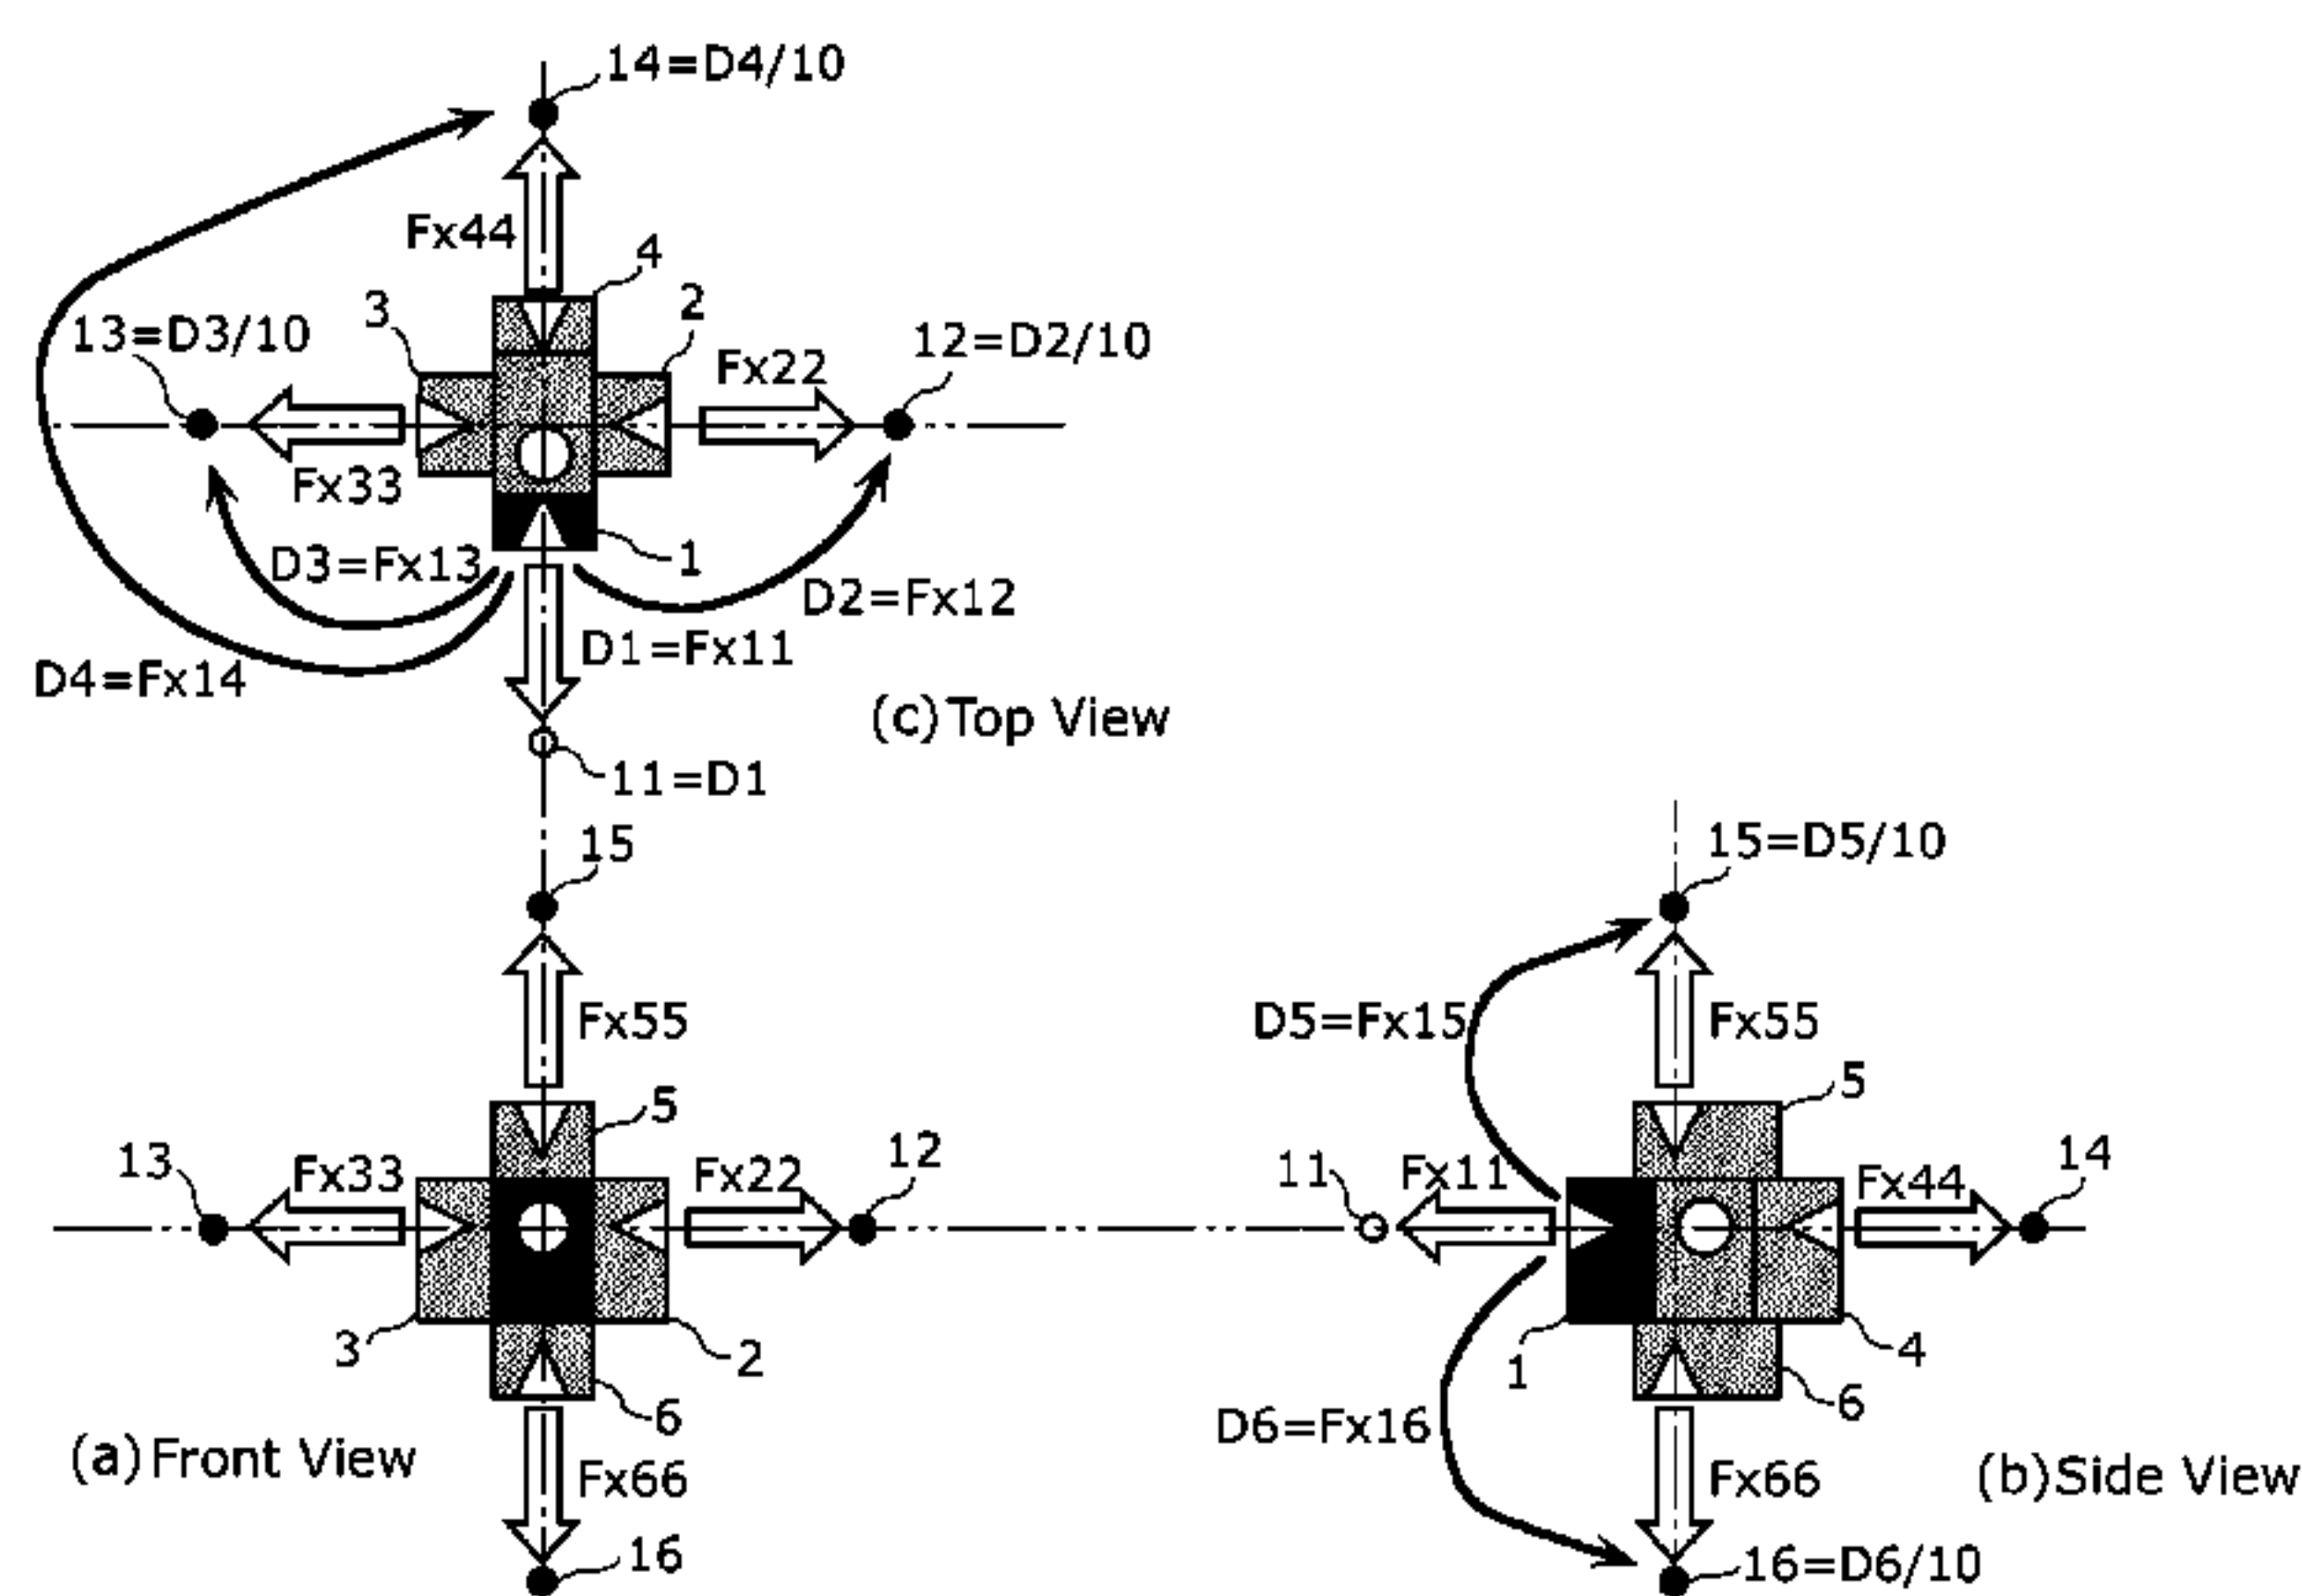 14=D4/10
Fx44
4
3
2
13=D3/10
12=D2/10
Fx22
Fx33
1
D3=Fx13
D2=Fx12
D1=Fx11
D4=Fx14
(c)Top View
11=D1
15
15=D5/10
Fx55
D5=Fx15
Fx55
5
5
13
Fx33
Fx22
12
11
Fx11
Fx44
14
3
2
1
4
6
6
D6=Fx16
(a)Front View
Fx66
Fx66
(b)Side View
16
16=D6/10